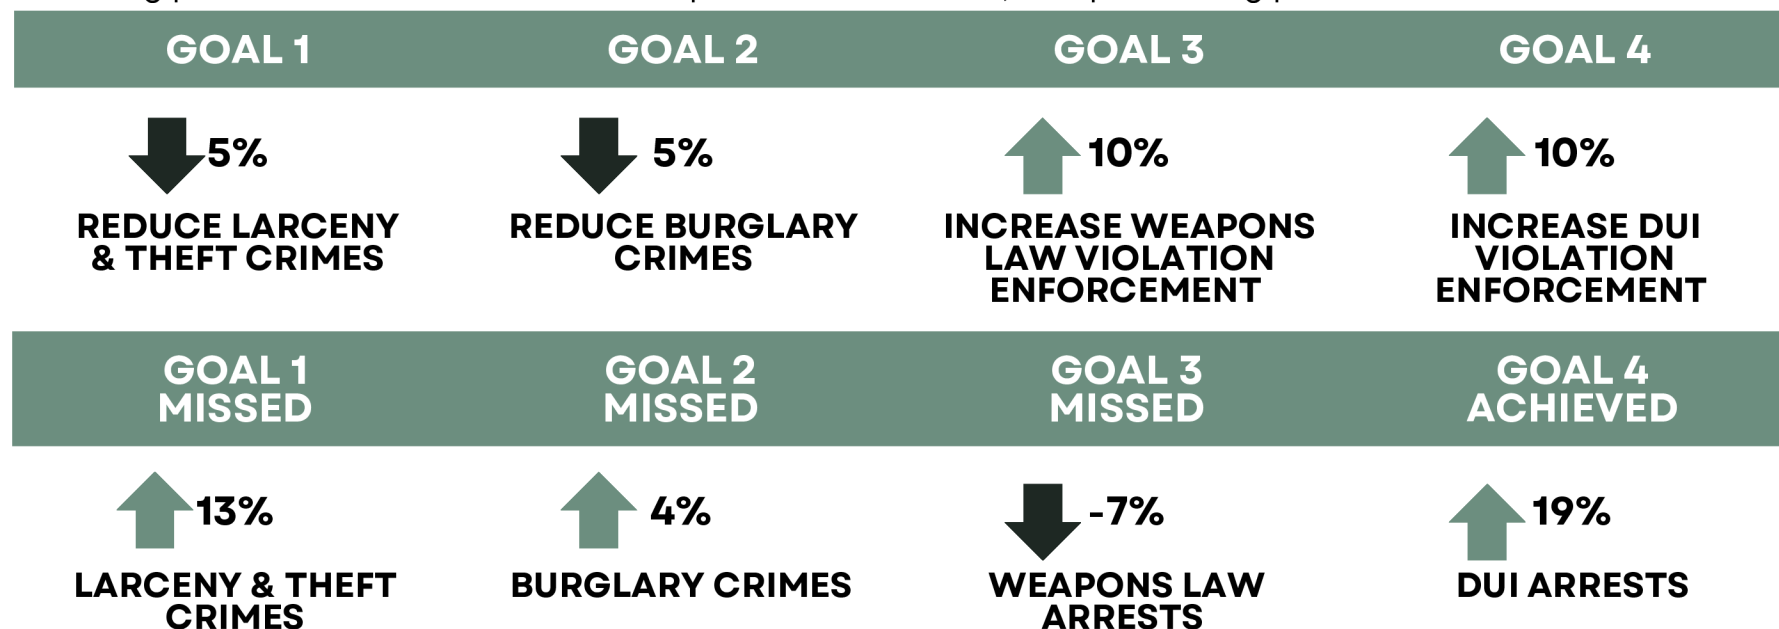 GOAL 1
GOAL 2
GOAL 3
GOAL 4
5%
5%
10%
10%
REDUCE LARCENY
& THEFT CRIMES
REDUCE BURGLARY
CRIMES
INCREASE WEAPONS
LAW VIOLATION
ENFORCEMENT
INCREASE DUI
VIOLATION
ENFORCEMENT
GOAL 1
MISSED
GOAL 2
MISSED
GOAL 3
MISSED
GOAL 4
ACHIEVED
13%
4%
-7%
19%
LARCENY & THEFT
CRIMES
BURGLARY CRIMES
WEAPONS LAW
ARRESTS
DUI ARRESTS